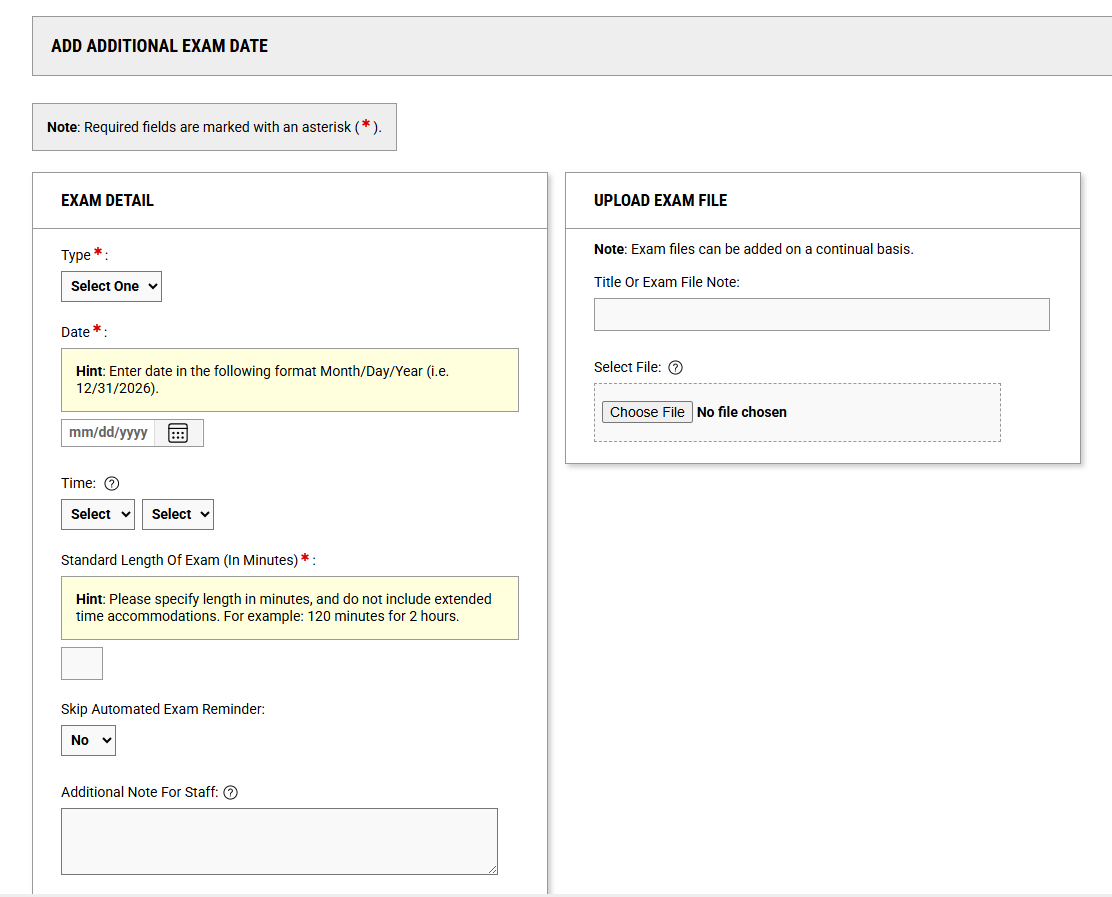 ADD ADDITIONAL EXAM DATE
Note: Required fields are marked with an asterisk (*).
EXAM DETAIL
Type*:
Select One
Date*:
Hint: Enter date in the following format Month/Day/Year (i.e.
12/31/2026).
mm/dd/yyyy
Time: ?
Select Select
Standard Length Of Exam (In Minutes)*:
Hint: Please specify length in minutes, and do not include extended
time accommodations. For example: 120 minutes for 2 hours.
Skip Automated Exam Reminder:
No
Additional Note For Staff: ?
UPLOAD EXAM FILE
Note: Exam files can be added on a continual basis.
Title Or Exam File Note:
Select File: ?
Choose File No file chosen